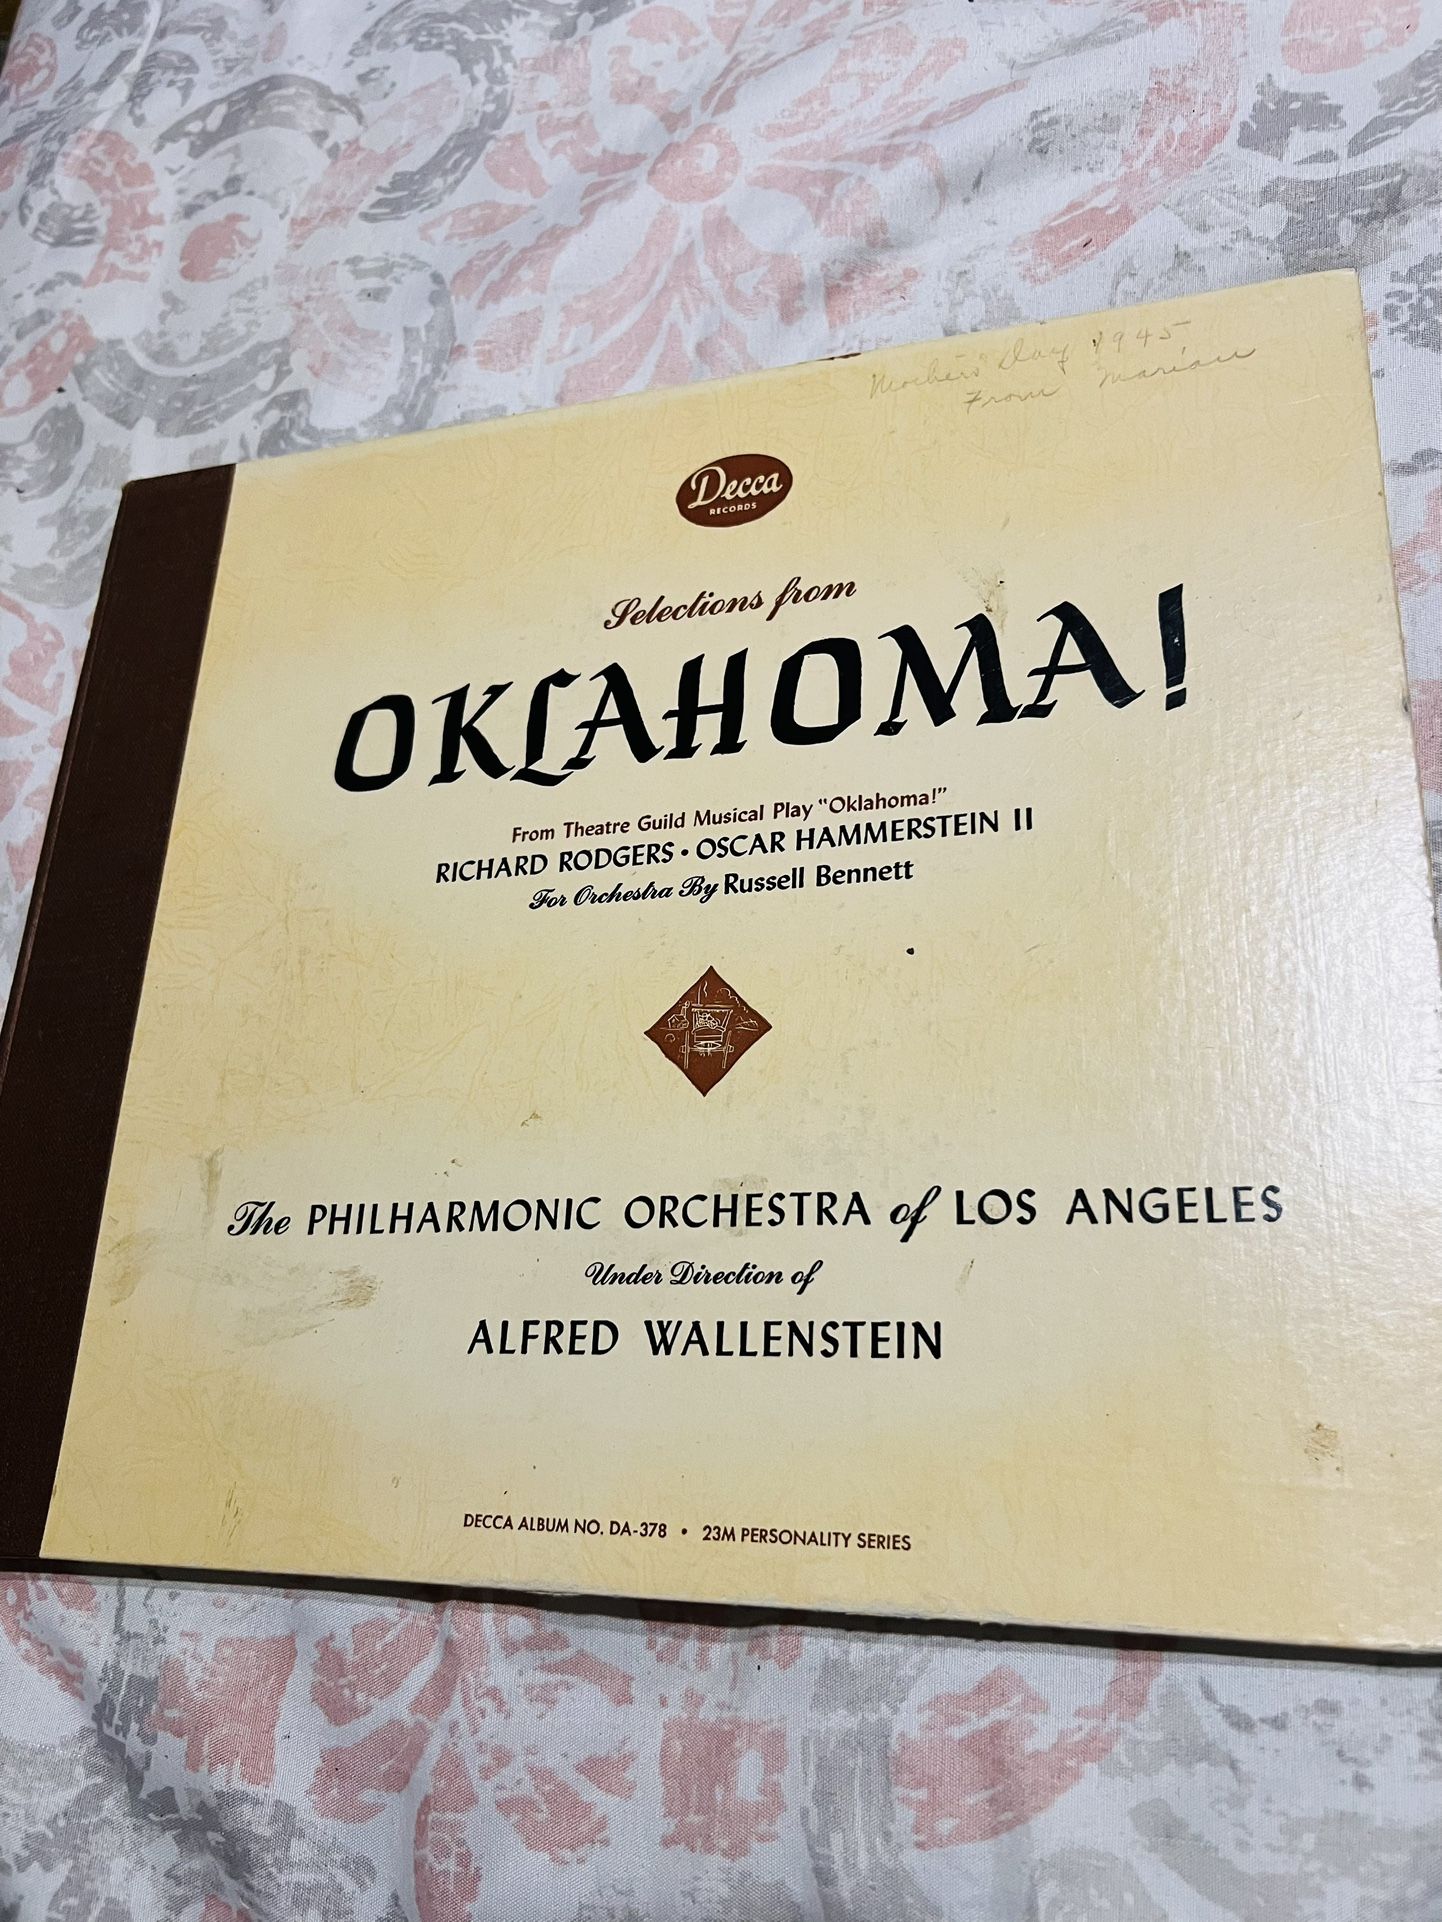 Mother's Day 1945
From Marian
Decca
RECORDS
Selections from
OKLAHOMA!
From Theatre Guild Musical Play "Oklahoma!"
RICHARD RODGERS • OSCAR HAMMERSTEIN II
For Orchestra By Russell Bennett
The PHILHARMONIC ORCHESTRA of LOS ANGELES
Under Direction of
ALFRED WALLENSTEIN
DECCA ALBUM NO. DA-378 • 23M PERSONALITY SERIES